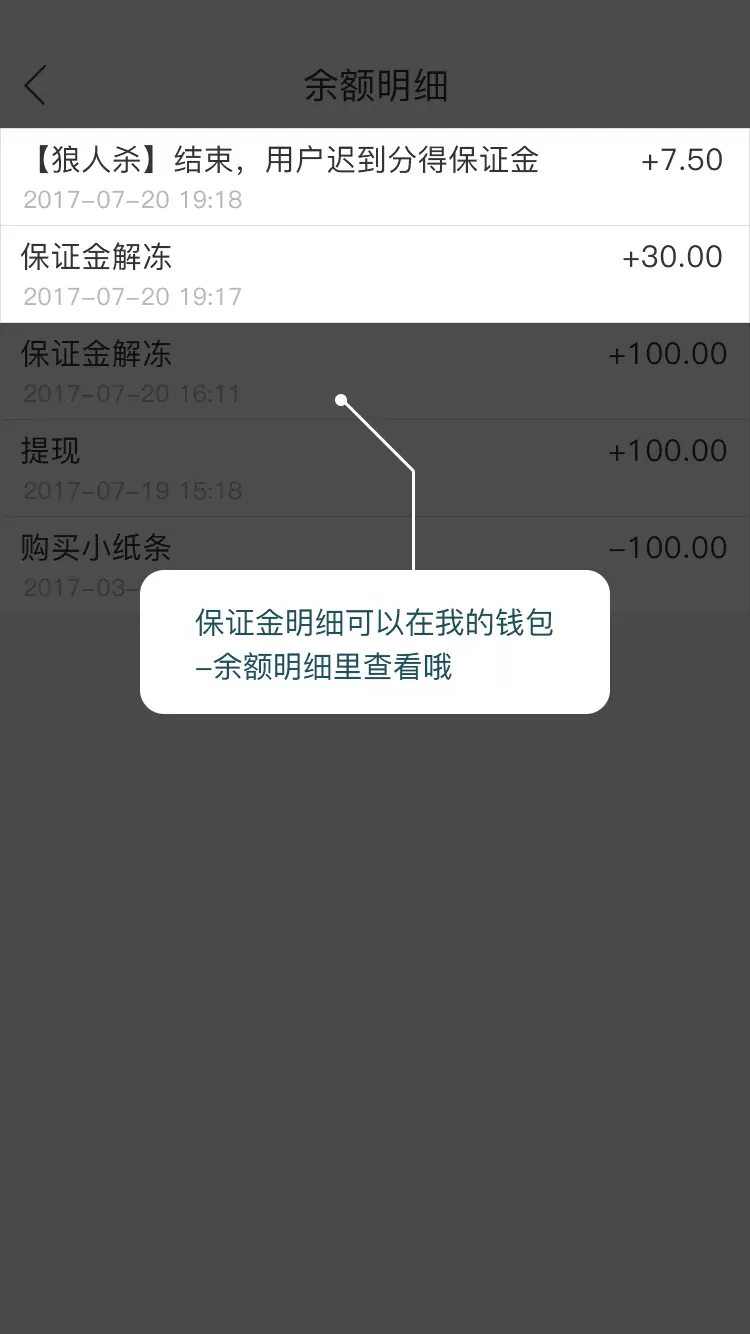 余额明细
【狼人杀】结束，用户迟到分得保证金 +7.50
2017-07-20 19:18
保证金解冻 +30.00
2017-07-20 19:17
保证金解冻 +100.00
2017-07-20 16:11
提现 +100.00
2017-07-19 15:18
购买小纸条 -100.00
2017-03-
保证金明细可以在我的钱包
-余额明细里查看哦